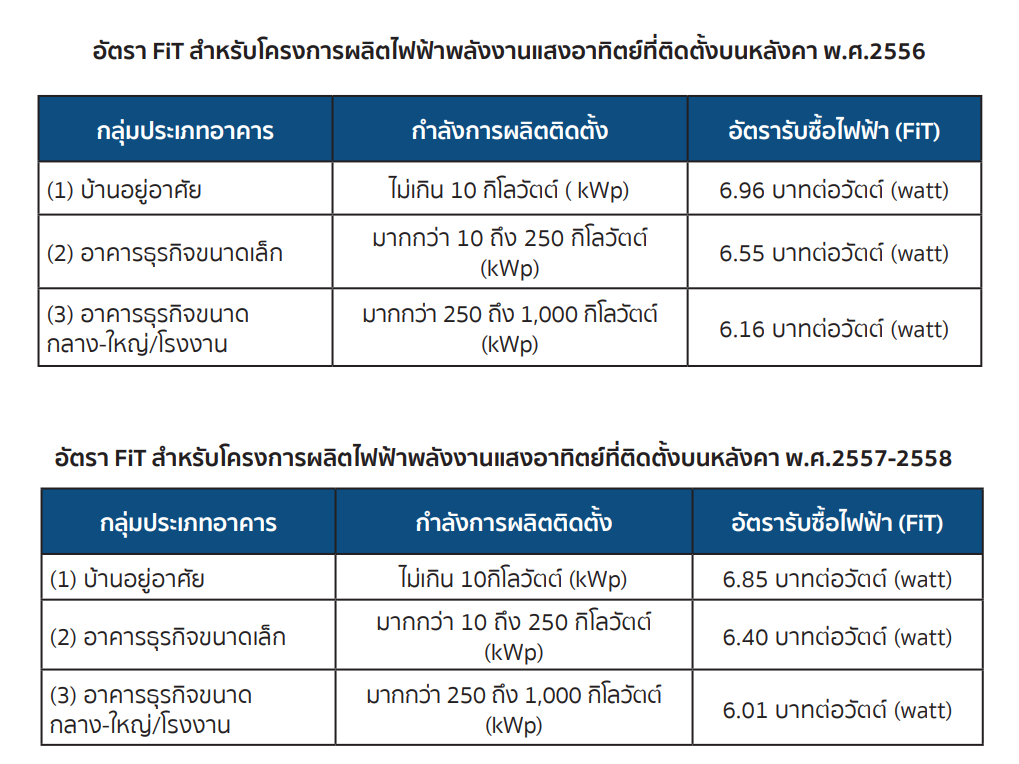 อัตรา FiT สำหรับโครงการผลิตไฟฟ้าพลังงานแสงอาทิตย์ที่ติดตั้งบนหลังคา พ.ศ.2556
กลุ่มประเภทอาคาร กำลังการผลิตติดตั้ง อัตรารับซื้อไฟฟ้า (FiT)
(1) บ้านอยู่อาศัย ไม่เกิน 10 กิโลวัตต์ ( kWp) 6.96 บาทต่อวัตต์ (watt)
(2) อาคารธุรกิจขนาดเล็ก มากกว่า 10 ถึง 250 กิโลวัตต์
(kWp) 6.55 บาทต่อวัตต์ (watt)
(3) อาคารธุรกิจขนาด
กลาง-ใหญ่/โรงงาน มากกว่า 250 ถึง 1,000 กิโลวัตต์
(kWp) 6.16 บาทต่อวัตต์ (watt)
อัตรา FiT สำหรับโครงการผลิตไฟฟ้าพลังงานแสงอาทิตย์ที่ติดตั้งบนหลังคา พ.ศ.2557-2558
กลุ่มประเภทอาคาร กำลังการผลิตติดตั้ง อัตรารับซื้อไฟฟ้า (FiT)
(1) บ้านอยู่อาศัย ไม่เกิน 10กิโลวัตต์ (kWp) 6.85 บาทต่อวัตต์ (watt)
(2) อาคารธุรกิจขนาดเล็ก มากกว่า 10 ถึง 250 กิโลวัตต์
(kWp) 6.40 บาทต่อวัตต์ (watt)
(3) อาคารธุรกิจขนาด
กลาง-ใหญ่/โรงงาน มากกว่า 250 ถึง 1,000 กิโลวัตต์
(kWp) 6.01 บาทต่อวัตต์ (watt)